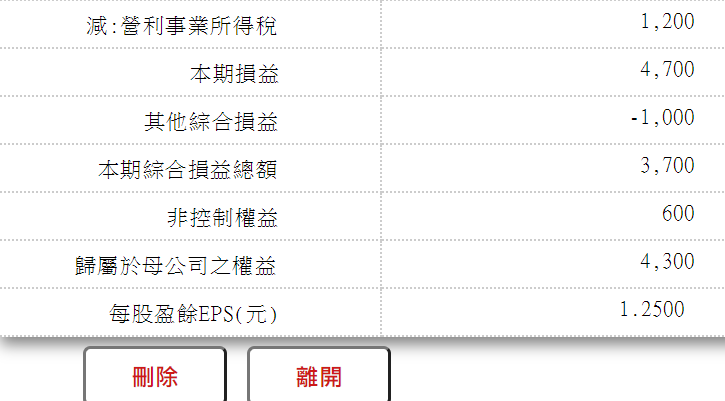 減:營利事業所得稅 1,200
本期損益 4,700
其他綜合損益 -1,000
本期綜合損益總額 3,700
非控制權益 600
歸屬於母公司之權益 4,300
每股盈餘EPS(元) 1.2500
刪除 離開